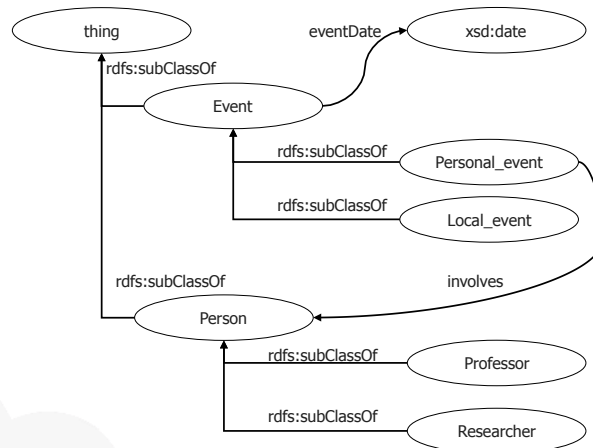 thing
eventDate
xsd:date
rdfs:subClassOf
Event
rdfs:subClassOf
Personal_event
rdfs:subClassOf
Local_event
rdfs:subClassOf
involves
Person
rdfs:subClassOf
Professor
rdfs:subClassOf
Researcher